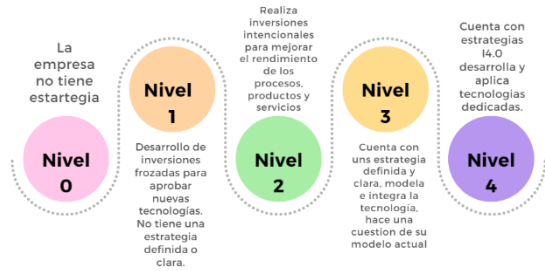 La
empresa
no tiene
estartegia
Nivel
0
Nivel
1
Desarrollo de
inversiones
frozadas para
aprobar
nuevas
tecnologías.
No tiene una
estrategia
definida o
clara.
Realiza
inversiones
intencionales
para mejorar
el rendimiento
de los
procesos,
productos y
servicios
Nivel
2
Nivel
3
Cuenta con
uns estrategia
definida y
clara, modela
e integra la
tecnología,
hace una
cuestion de su
modelo actual
Cuenta con
estrategias
I4.0
desarrolla y
aplica
tecnologías
dedicadas.
Nivel
4